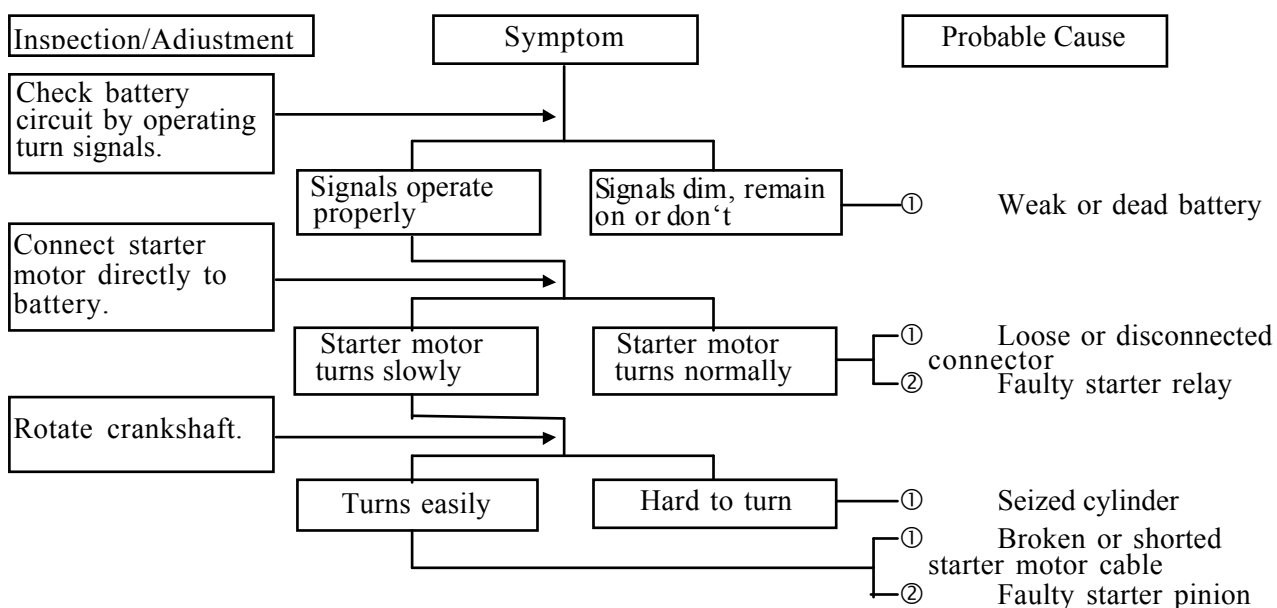 Inspection/Adjustment
Symptom
Probable Cause
Check battery
circuit by operating
turn signals.
Signals operate
properly
Signals dim, remain
on or don‘t
① Weak or dead battery
Connect starter
motor directly to
battery.
Starter motor
turns slowly
Starter motor
turns normally
① Loose or disconnected
connector
② Faulty starter relay
Rotate crankshaft.
Turns easily
Hard to turn
① Seized cylinder
① Broken or shorted
starter motor cable
② Faulty starter pinion